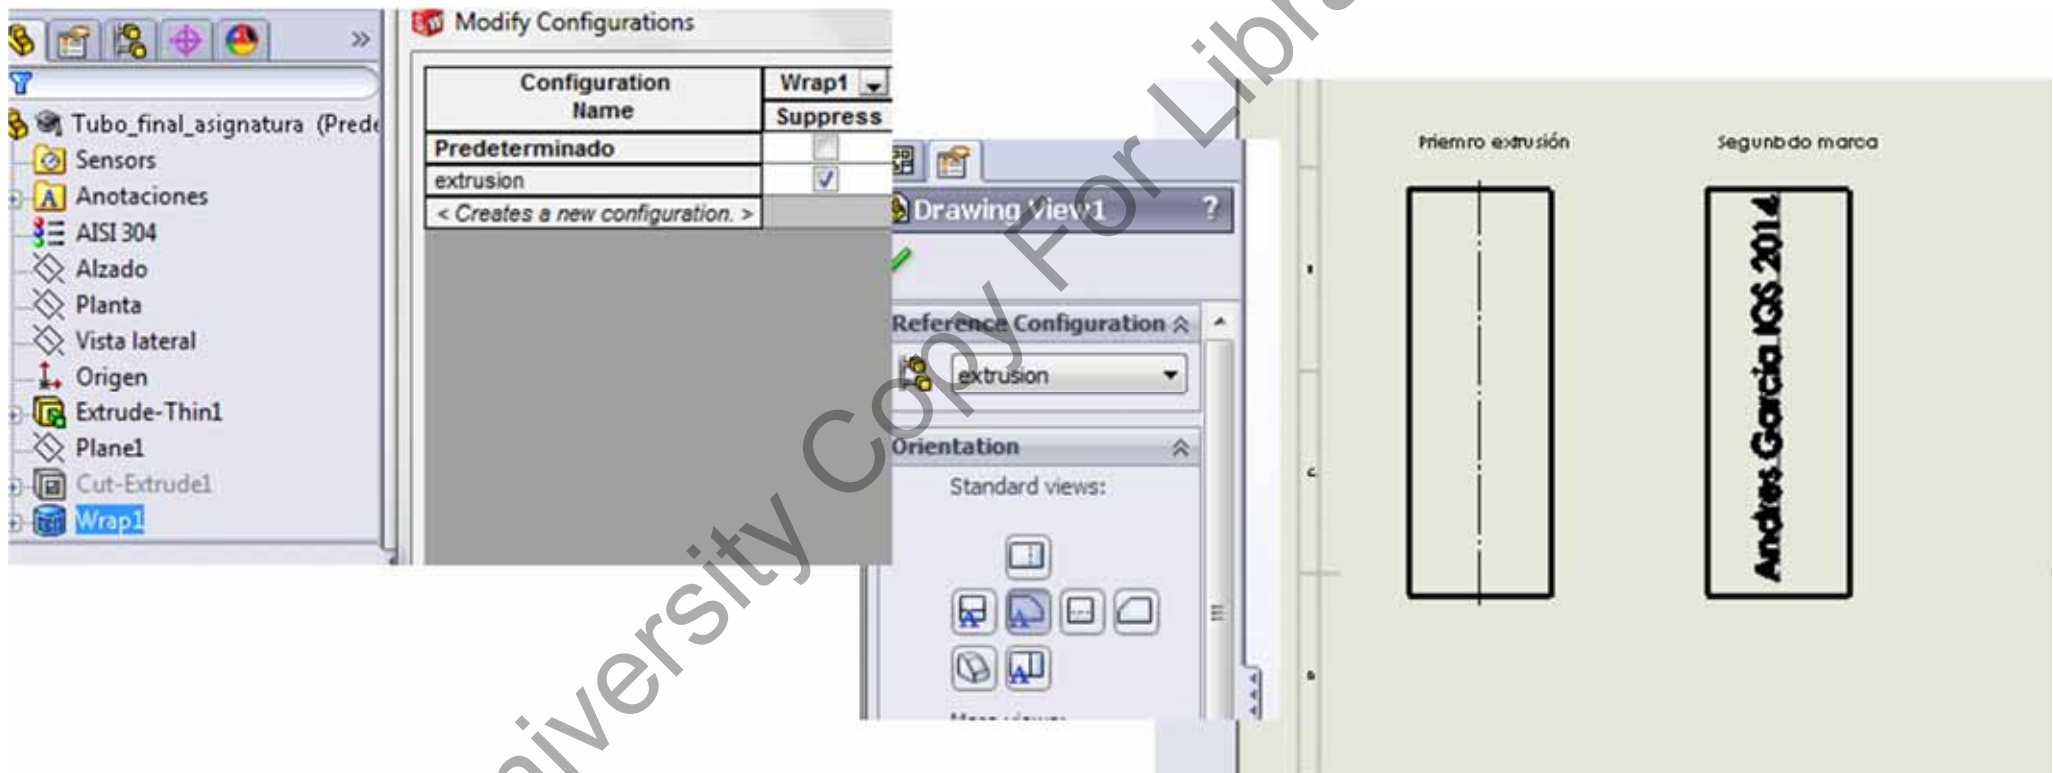 Modify Configurations
Configuration Name
Wrap1
Suppress
Predeterminado
extrusion
< Creates a new configuration. >
Tubo_final_asignatura (Prede
Sensors
Anotaciones
AISI 304
Alzado
Planta
Vista lateral
Origen
Extrude-Thin1
Plane1
Cut-Extrude1
Wrap1
Drawing View1
?
Reference Configuration
extrusion
Orientation
Standard views:
Priemro extrusión
Segunbdo marca
Andres Garcia IQS 2014
C
University Copy For Libra